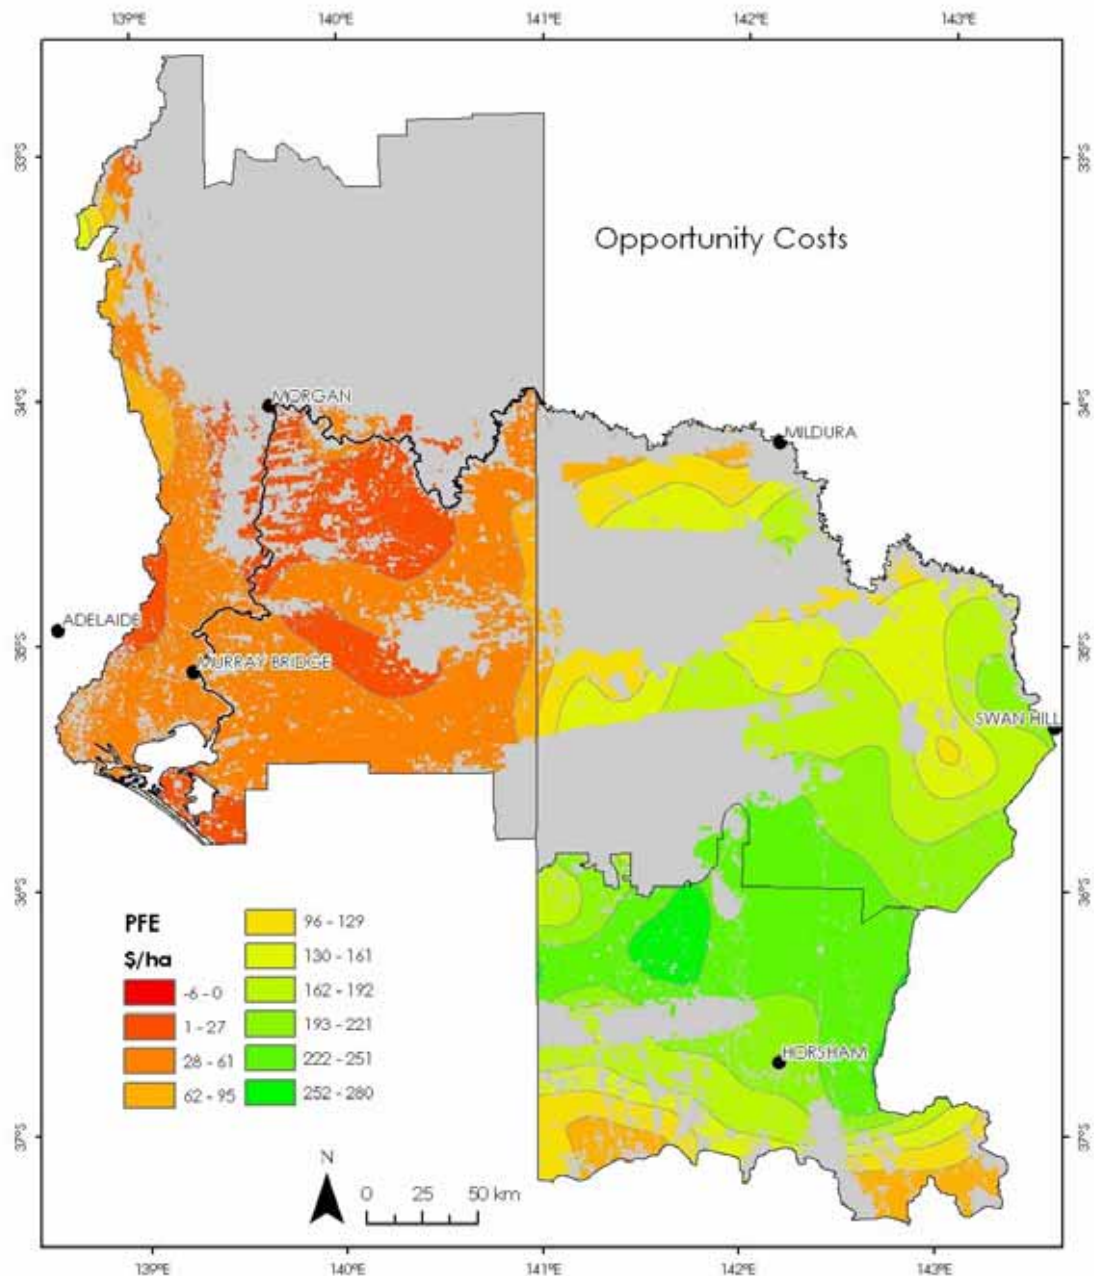 139°E 140°E 141°E 142°E 143°E
33°S 33°S
Opportunity Costs
MORGAN
34°S 34°S
MILDURA
ADELAIDE
35°S 35°S
MURRAY BRIDGE
SWAN HILL
36°S 36°S
PFE
$/ha
-6 - 0
1 - 27
28 - 61
62 - 95
96 - 129
130 - 161
162 - 192
193 - 221
222 - 251
252 - 280
HORSHAM
37°S 37°S
N
0 25 50 km
139°E 140°E 141°E 142°E 143°E